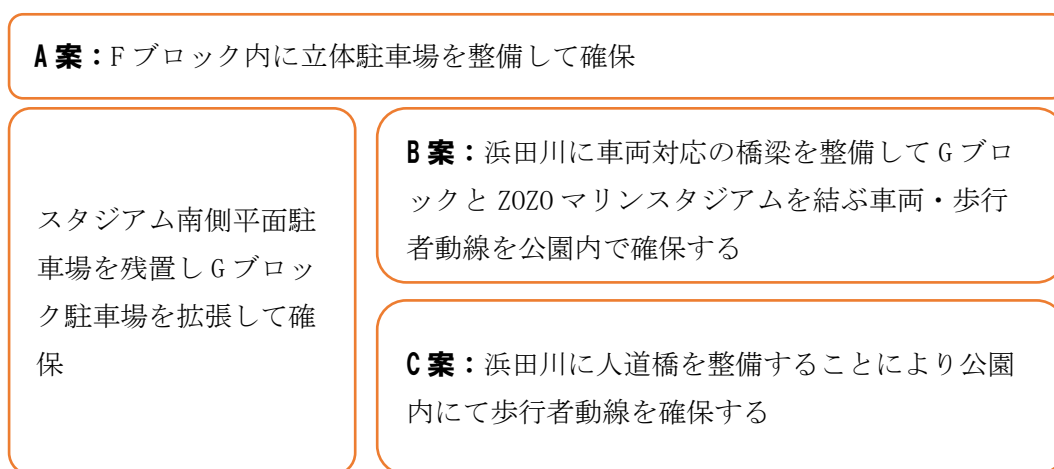 A案：Fブロック内に立体駐車場を整備して確保
スタジアム南側平面駐
車場を残置しGブロッ
ク駐車場を拡張して確
保
B案：浜田川に車両対応の橋梁を整備してGブロ
ックとZOZOマリンスタジアムを結ぶ車両・歩行
者動線を公園内で確保する
C案：浜田川に人道橋を整備することにより公園
内にて歩行者動線を確保する